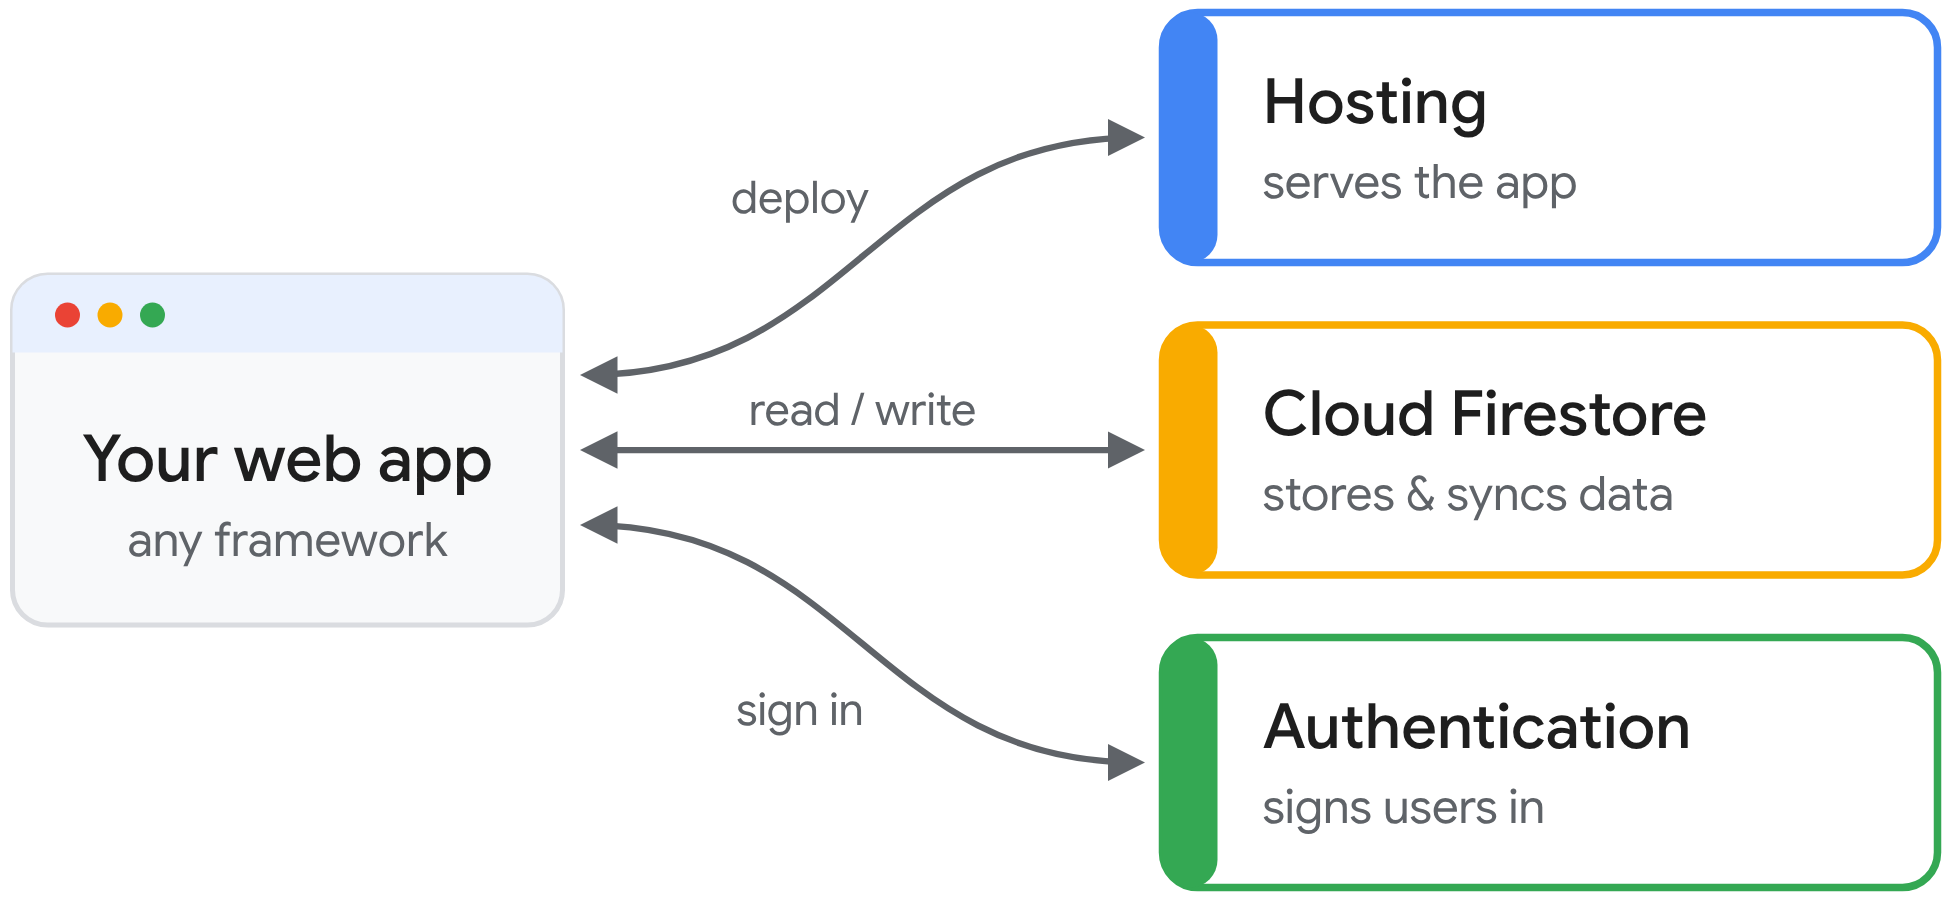 Your web app
any framework
deploy
read / write
sign in
Hosting
serves the app
Cloud Firestore
stores & syncs data
Authentication
signs users in